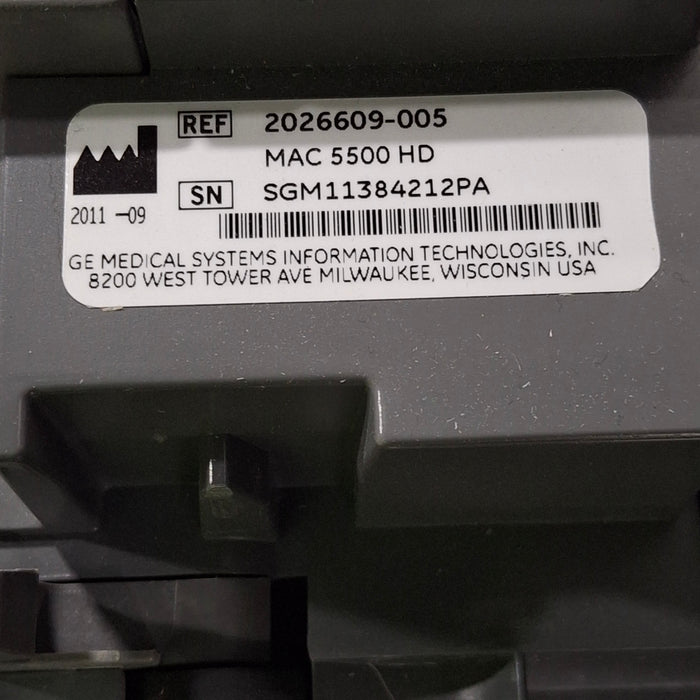 REF 2026609-005
MAC 5500 HD
SN SGM11384212PA
2011 -09
GE MEDICAL SYSTEMS INFORMATION TECHNOLOGIES, INC.
8200 WEST TOWER AVE MILWAUKEE, WISCONSIN USA